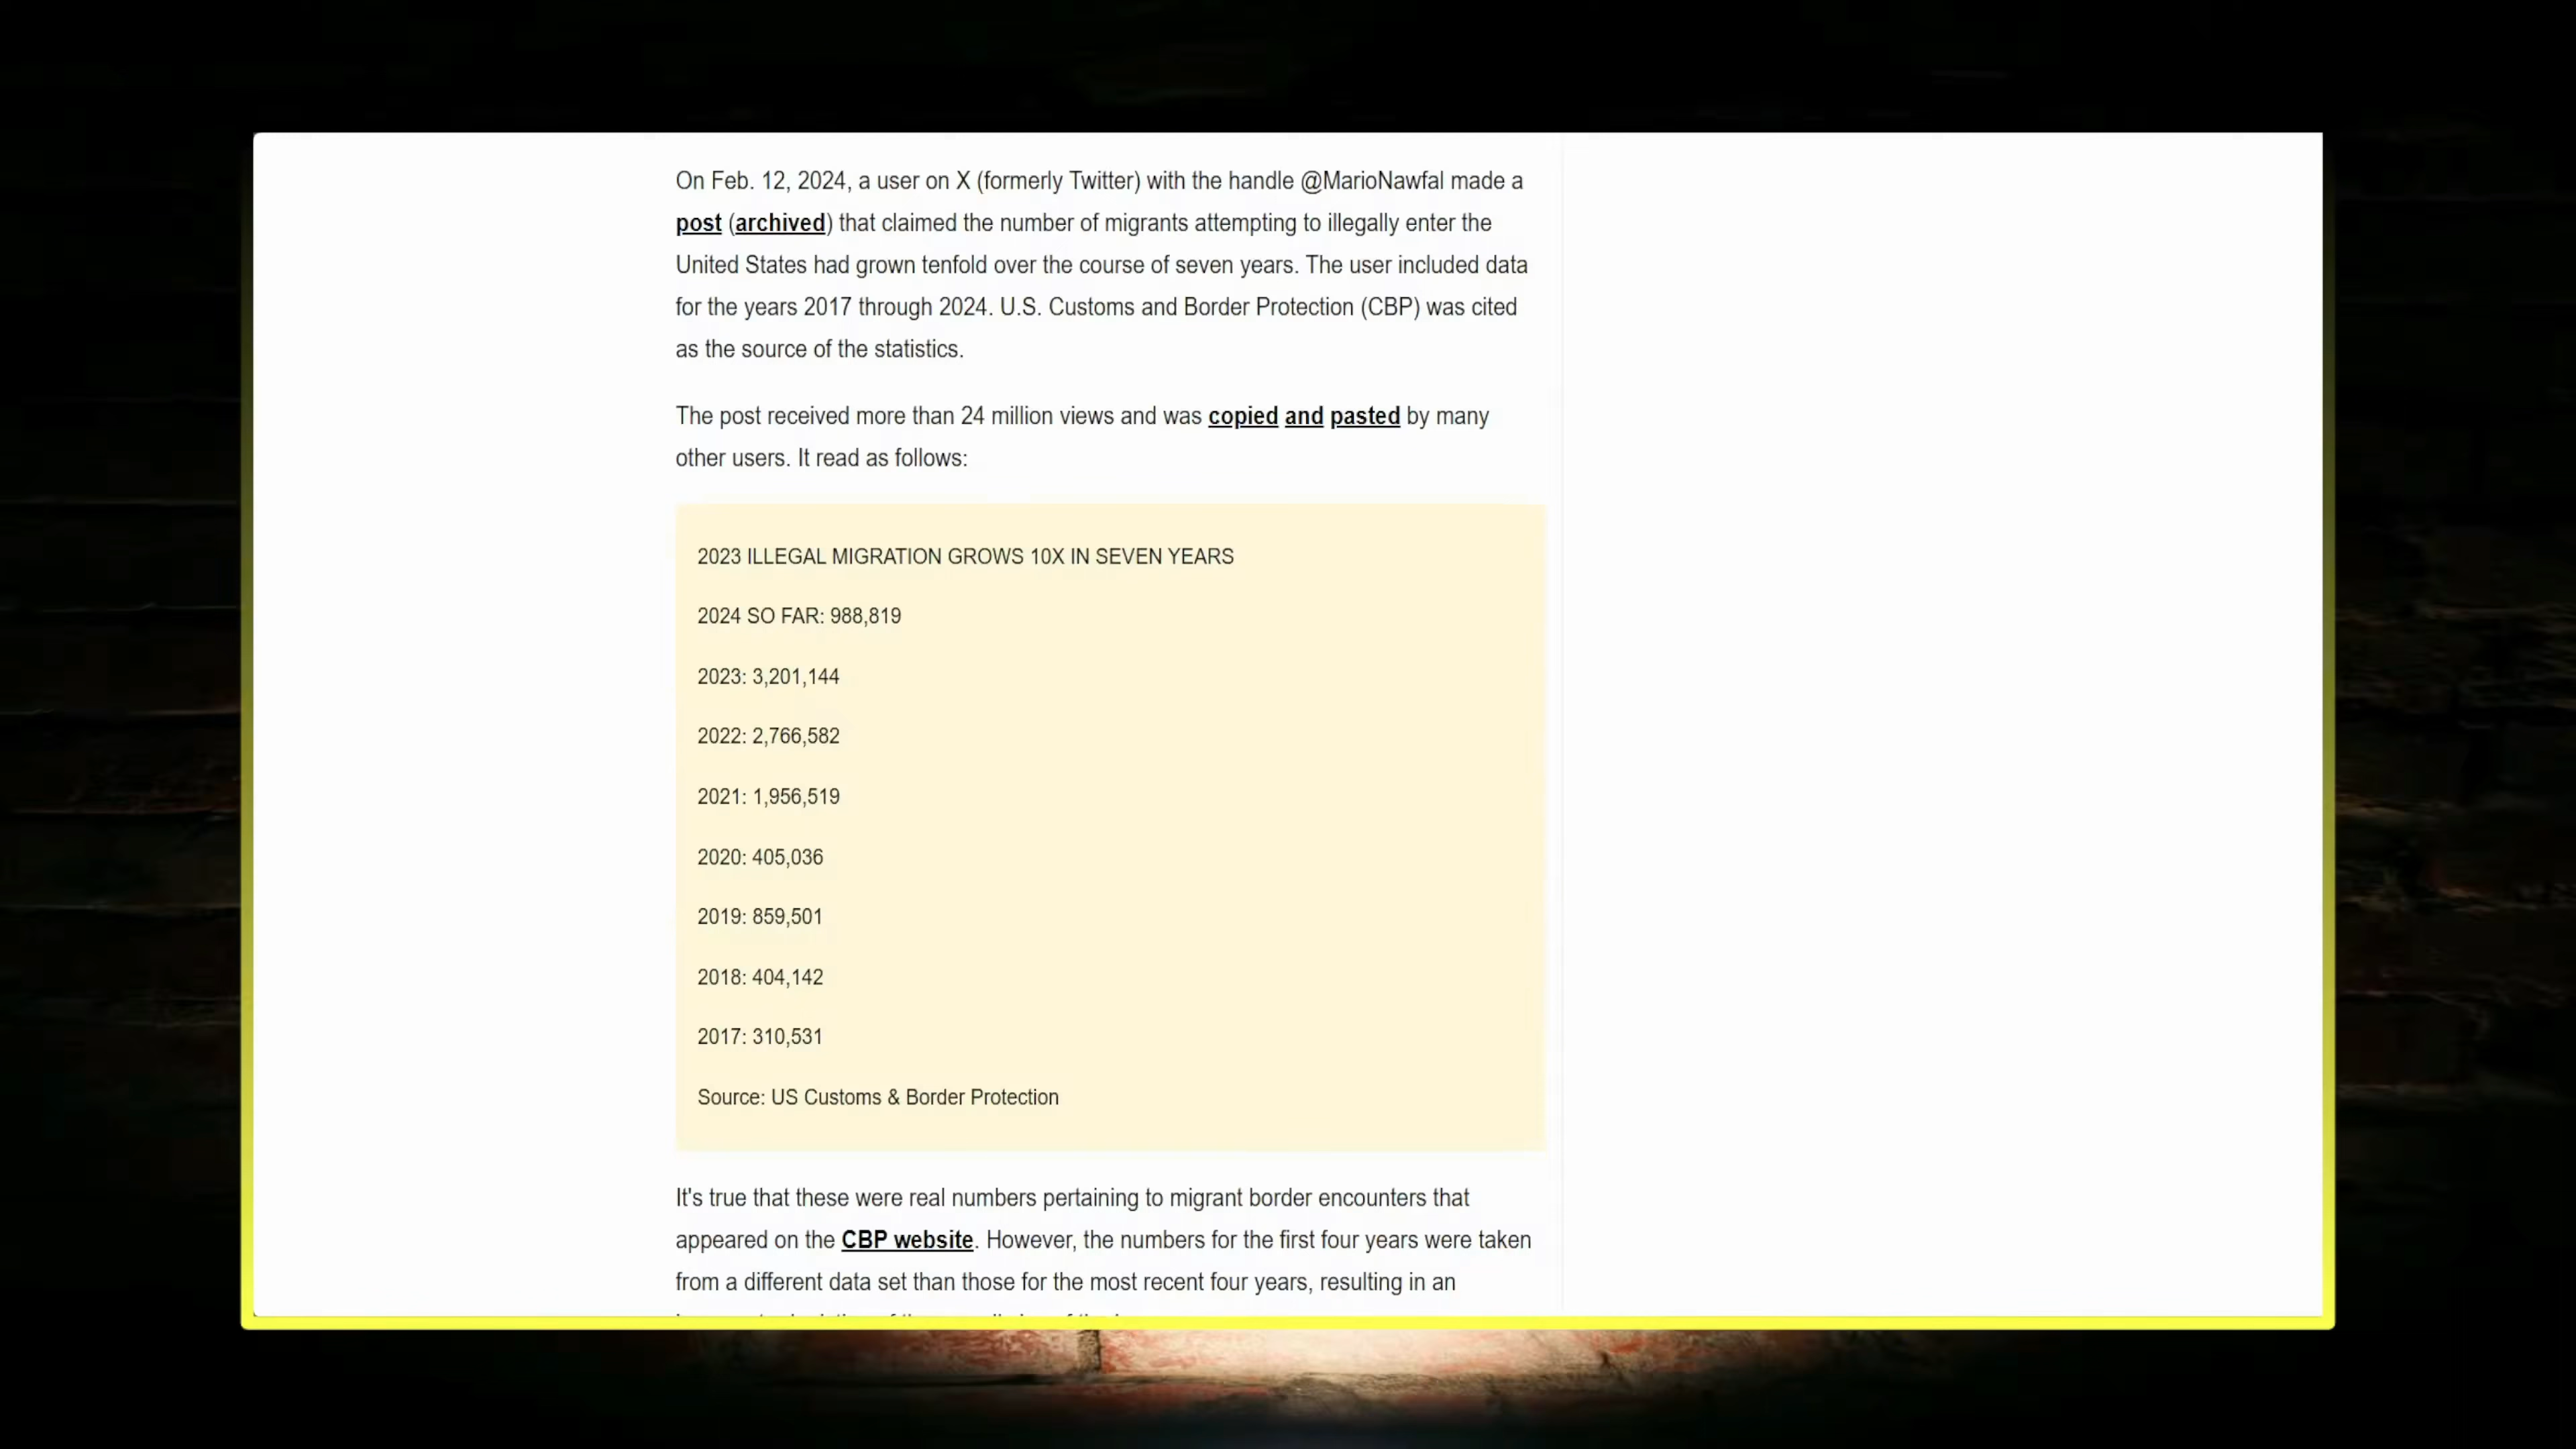 On Feb. 12, 2024, a user on X (formerly Twitter) with the handle @MarioNawfal made a
post (archived) that claimed the number of migrants attempting to illegally enter the
United States had grown tenfold over the course of seven years. The user included data
for the years 2017 through 2024. U.S. Customs and Border Protection (CBP) was cited
as the source of the statistics.
The post received more than 24 million views and was copied and pasted by many
other users. It read as follows:
2023 ILLEGAL MIGRATION GROWS 10X IN SEVEN YEARS
2024 SO FAR: 988,819
2023: 3,201,144
2022: 2,766,582
2021: 1,956,519
2020: 405,036
2019: 859,501
2018: 404,142
2017: 310,531
Source: US Customs & Border Protection
It's true that these were real numbers pertaining to migrant border encounters that
appeared on the CBP website. However, the numbers for the first four years were taken
from a different data set than those for the most recent four years, resulting in an